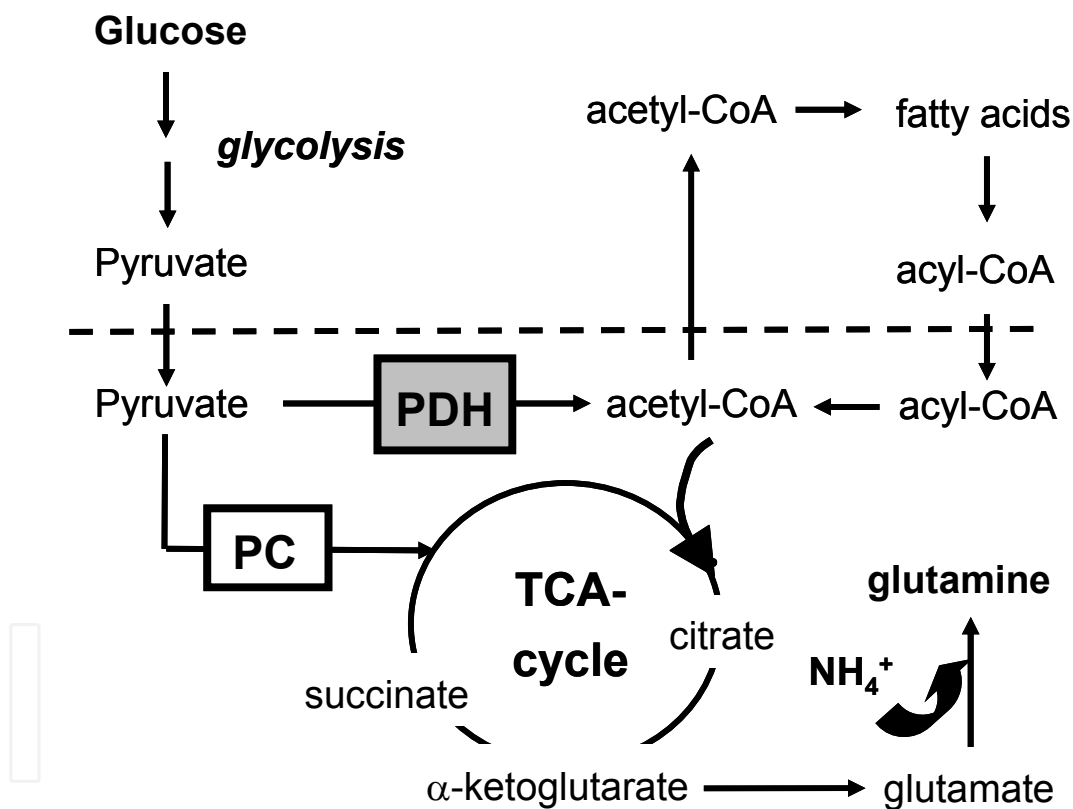 Glucose
acetyl-CoA
fatty acids
glycolysis
Pyruvate
acyl-CoA
Pyruvate
PDH
acetyl-CoA
acyl-CoA
PC
TCA-
cycle
glutamine
citrate
NH₄⁺
succinate
α-ketoglutarate
glutamate